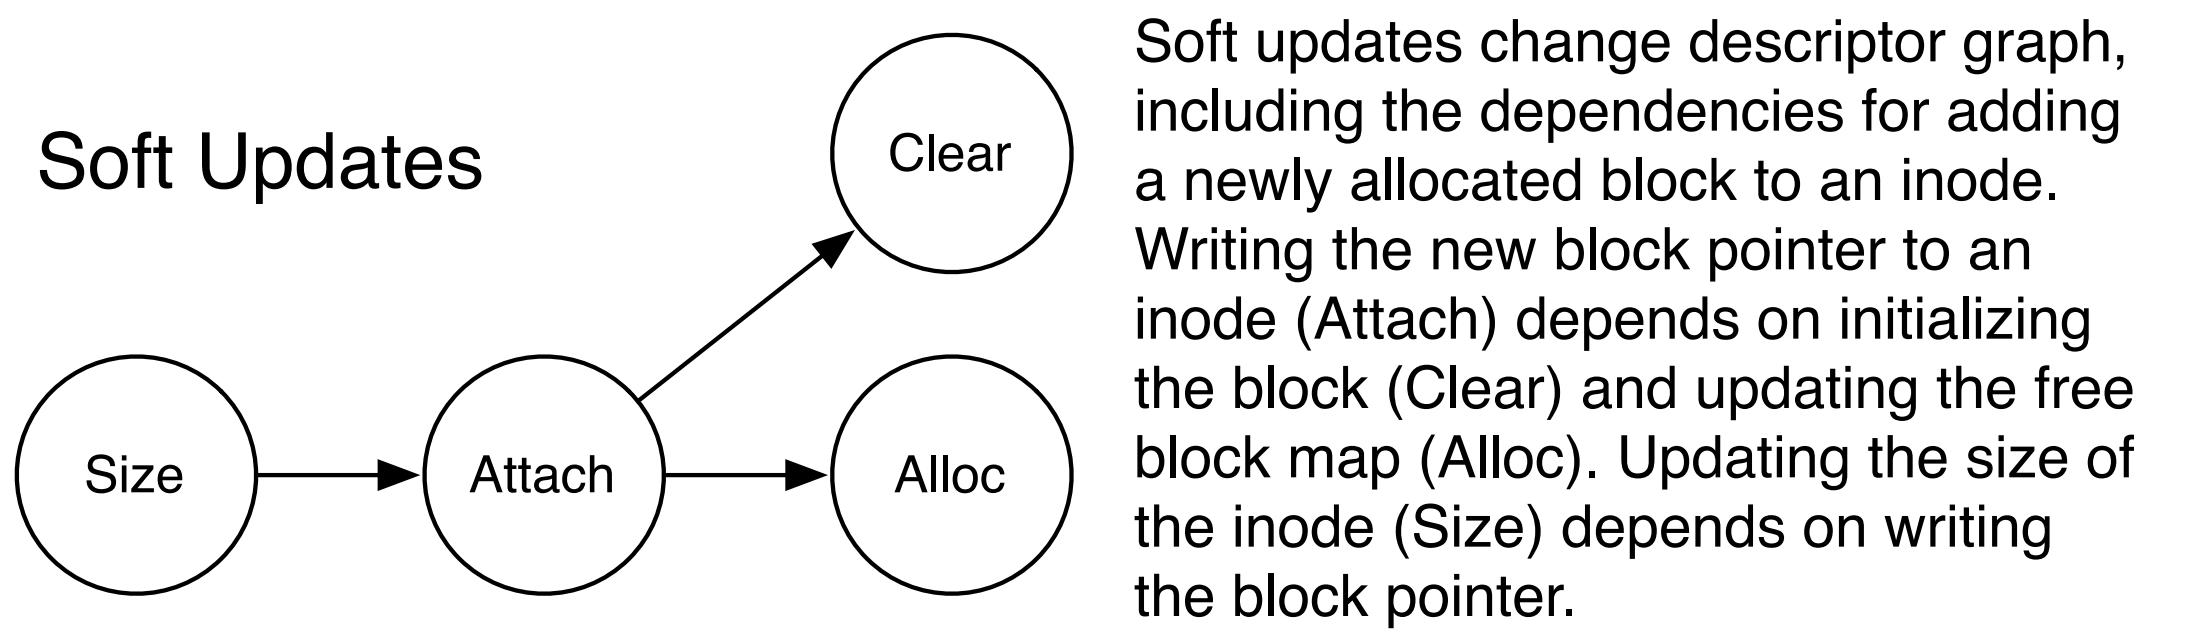 Soft Updates
Clear
Size
Attach
Alloc
Soft updates change descriptor graph,
including the dependencies for adding
a newly allocated block to an inode.
Writing the new block pointer to an
inode (Attach) depends on initializing
the block (Clear) and updating the free
block map (Alloc). Updating the size of
the inode (Size) depends on writing
the block pointer.